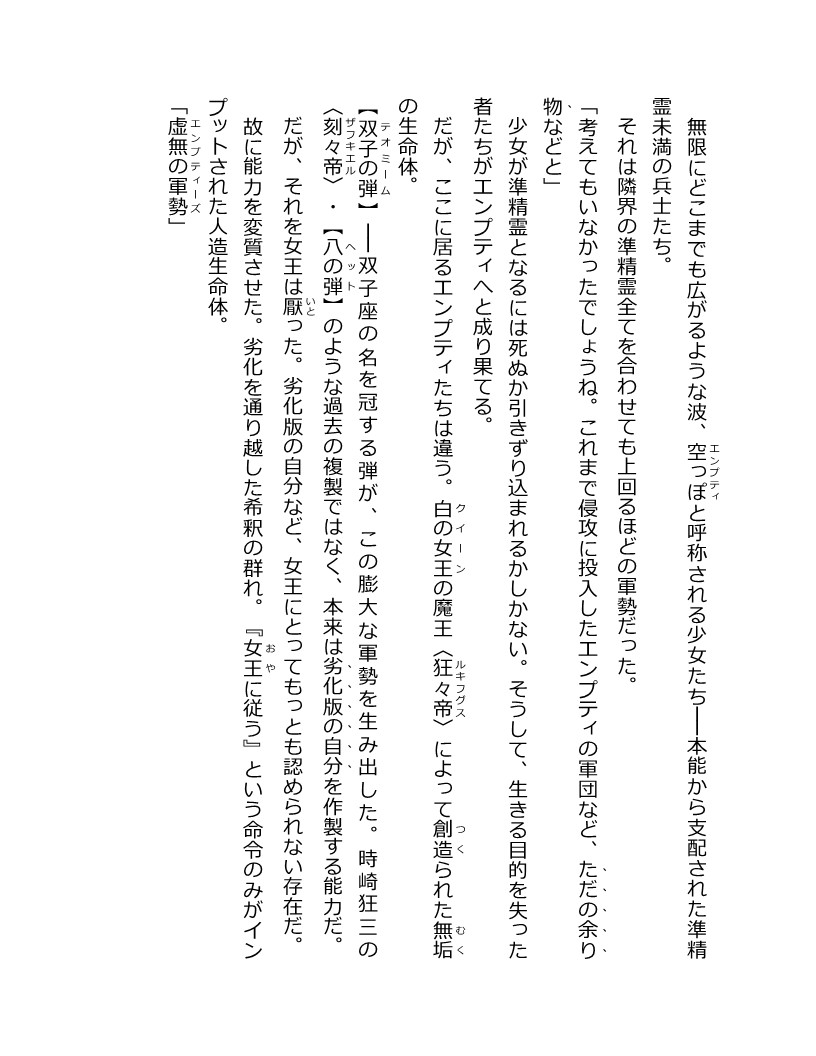 無限にどこまでも広がるような波、空っぽと呼称される少女たち──本能から支配された準精
霊未満の兵士たち。
　それは隣界の準精霊全てを合わせても上回るほどの軍勢だった。
「考えてもいなかったでしょうね。これまで侵攻に投入したエンプティの軍団など、ただの余り
物などと」
　少女が準精霊となるには死ぬか引きずり込まれるかしかない。そうして、生きる目的を失った
者たちがエンプティへと成り果てる。
　だが、ここに居るエンプティたちは違う。白の女王の魔王〈狂々帝〉によって創造られた無垢
の生命体。
【双子の弾】──双子座の名を冠する弾が、この膨大な軍勢を生み出した。時崎狂三の
〈刻々帝〉・【八の弾】のような過去の複製ではなく、本来は劣化版の自分を作製する能力だ。
　だが、それを女王は厭った。劣化版の自分など、女王にとってもっとも認められない存在だ。
　故に能力を変質させた。劣化を通り越した希釈の群れ。『女王に従う』という命令のみがイン
プットされた人造生命体。
「虚無の軍勢」